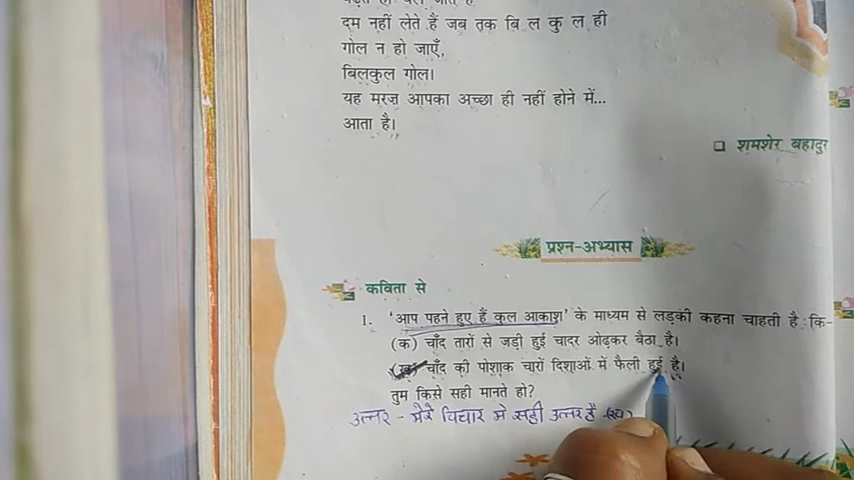 दम नहीं लेते हैं जब तक बि ल कु ल ही
गोल न हो जाएँ,
बिलकुल गोल।
यह मरज़ आपका अच्छा ही नहीं होने में...
आता है।
शमशेर बहादुर
प्रश्न-अभ्यास
कविता से
1. 'आप पहने हुए हैं कुल आकाश' के माध्यम से लड़की कहना चाहती है कि-
(क) चाँद तारों से जड़ी हुई चादर ओढ़कर बैठा है।
(ख) चाँद की पोशाक चारों दिशाओं में फैली हुई है।
तुम किसे सही मानते हो?
उत्तर - मेरे विचार मे सही उत्तर है (ख)